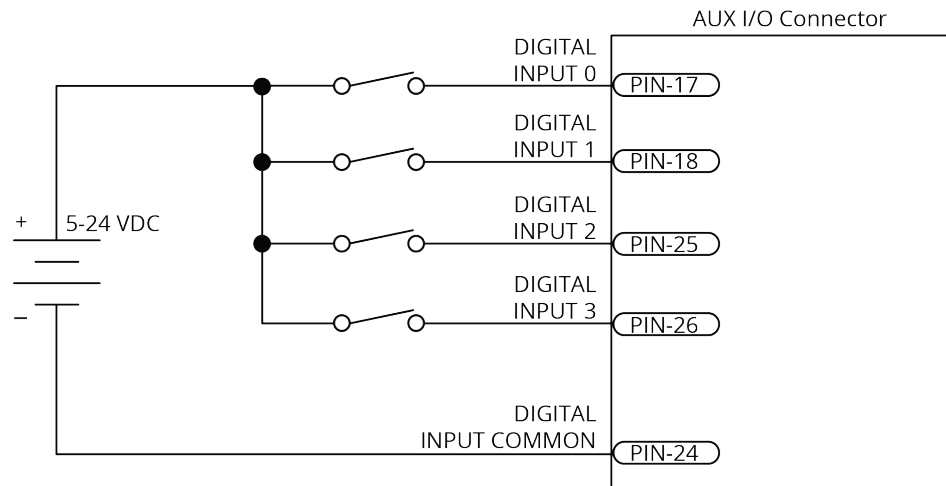 AUX I/O Connector
DIGITAL
INPUT 0
PIN-17
DIGITAL
INPUT 1
PIN-18
DIGITAL
INPUT 2
PIN-25
+
5-24 VDC
DIGITAL
INPUT 3
PIN-26
–
DIGITAL
INPUT COMMON
PIN-24